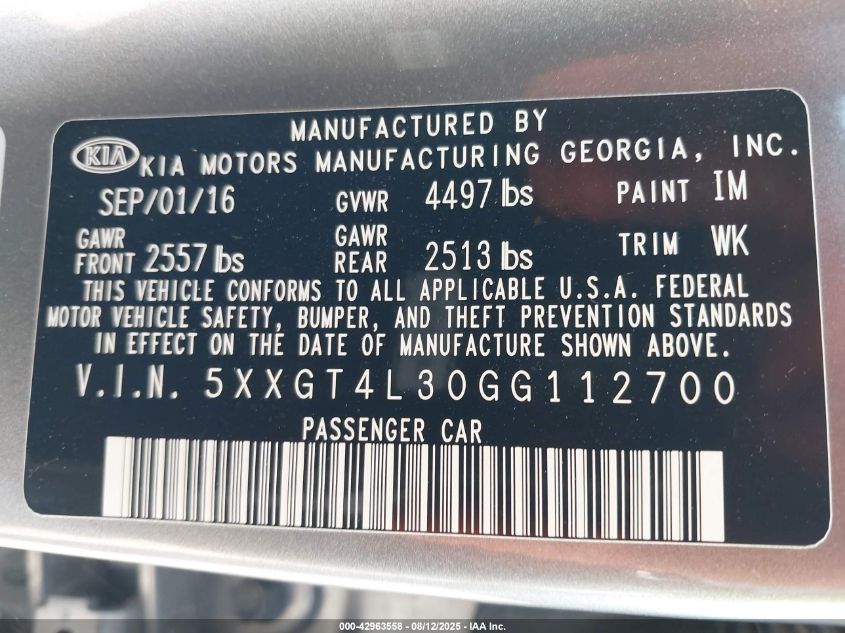 MANUFACTURED BY
KIA KIA MOTORS MANUFACTURING GEORGIA, INC.
SEP/01/16 GVWR 4497 lbs PAINT IM
GAWR FRONT 2557 lbs GAWR REAR 2513 lbs TRIM WK
THIS VEHICLE CONFORMS TO ALL APPLICABLE U.S.A. FEDERAL
MOTOR VEHICLE SAFETY, BUMPER, AND THEFT PREVENTION STANDARDS
IN EFFECT ON THE DATE OF MANUFACTURE SHOWN ABOVE.
V.I.N. 5XXGT4L30GG112700
PASSENGER CAR
000-42963558 - 08/12/2025 - IAA Inc.